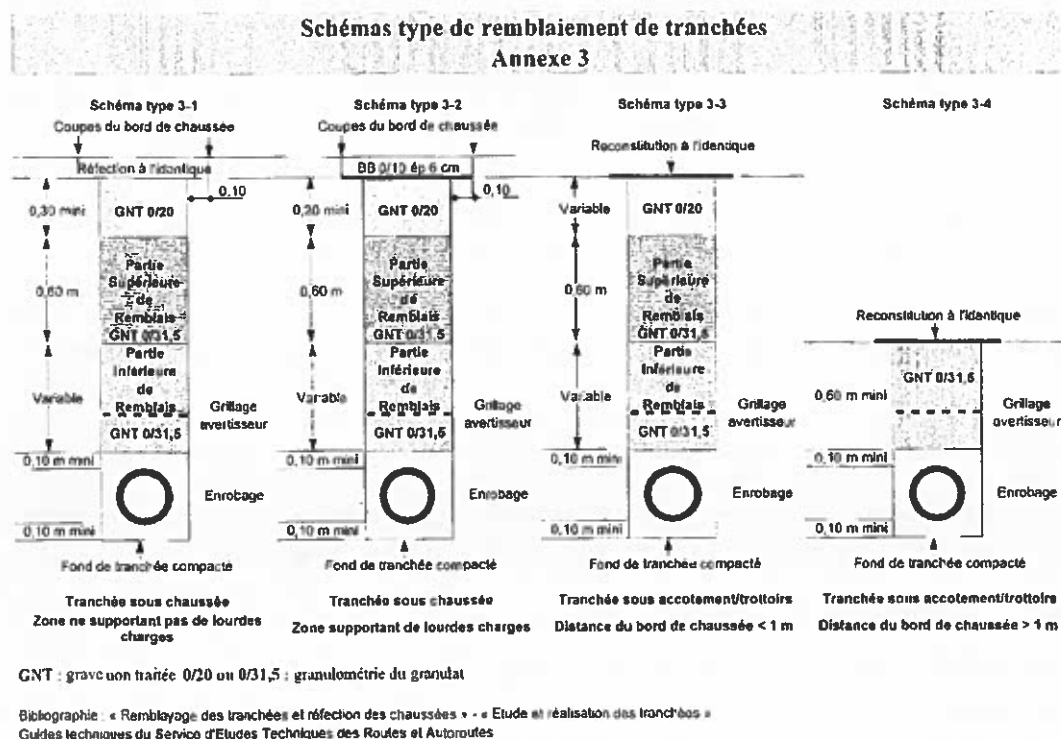 Schémas type de remblaiement de tranchées
Annexe 3
Schéma type 3-1
Coupes du bord de chaussée
Réfection à l'identique
0,10
0,30 mini
GNT 0/20
Partie
Supérieure
de
Remblais
GNT 0/31,5
0,60 m
Partie
Inférieure
de
Remblais
GNT 0/31,5
Variable
Grillage
avertisseur
0,10 m mini
Enrobage
0,10 m mini
Fond de tranchée compacté
Tranchée sous chaussée
Zone ne supportant pas de lourdes
charges
Schéma type 3-2
Coupes du bord de chaussée
BB 0/10 ép 6 cm
0,10
0,20 mini
GNT 0/20
Partie
Supérieure
de
Remblais
GNT 0/31,5
0,60 m
Partie
Inférieure
de
Remblais
GNT 0/31,5
Variable
Grillage
avertisseur
0,10 m mini
Enrobage
0,10 m mini
Fond de tranchée compacté
Tranchée sous chaussée
Zone supportant de lourdes charges
Schéma type 3-3
Reconstitution à l'identique
Variable
GNT 0/20
Partie
Supérieure
de
Remblais
GNT 0/31,5
0,60 m
Partie
Inférieure
de
Remblais
GNT 0/31,5
Variable
Grillage
avertisseur
0,10 m mini
Enrobage
0,10 m mini
Fond de tranchée compacté
Tranchée sous accotement/trottoirs
Distance du bord de chaussée < 1 m
Schéma type 3-4
Reconstitution à l'identique
GNT 0/31,5
0,60 m mini
Grillage
avertisseur
0,10 m mini
Enrobage
0,10 m mini
Fond de tranchée compacté
Tranchée sous accotement/trottoirs
Distance du bord de chaussée > 1 m
GNT : grave non traitée 0/20 ou 0/31,5 : granulométrie du granulat
Bibliographie : « Remblayage des tranchées et réfection des chaussées » - « Etude et réalisation des tranchées »
Guides techniques du Service d'Etudes Techniques des Routes et Autoroutes